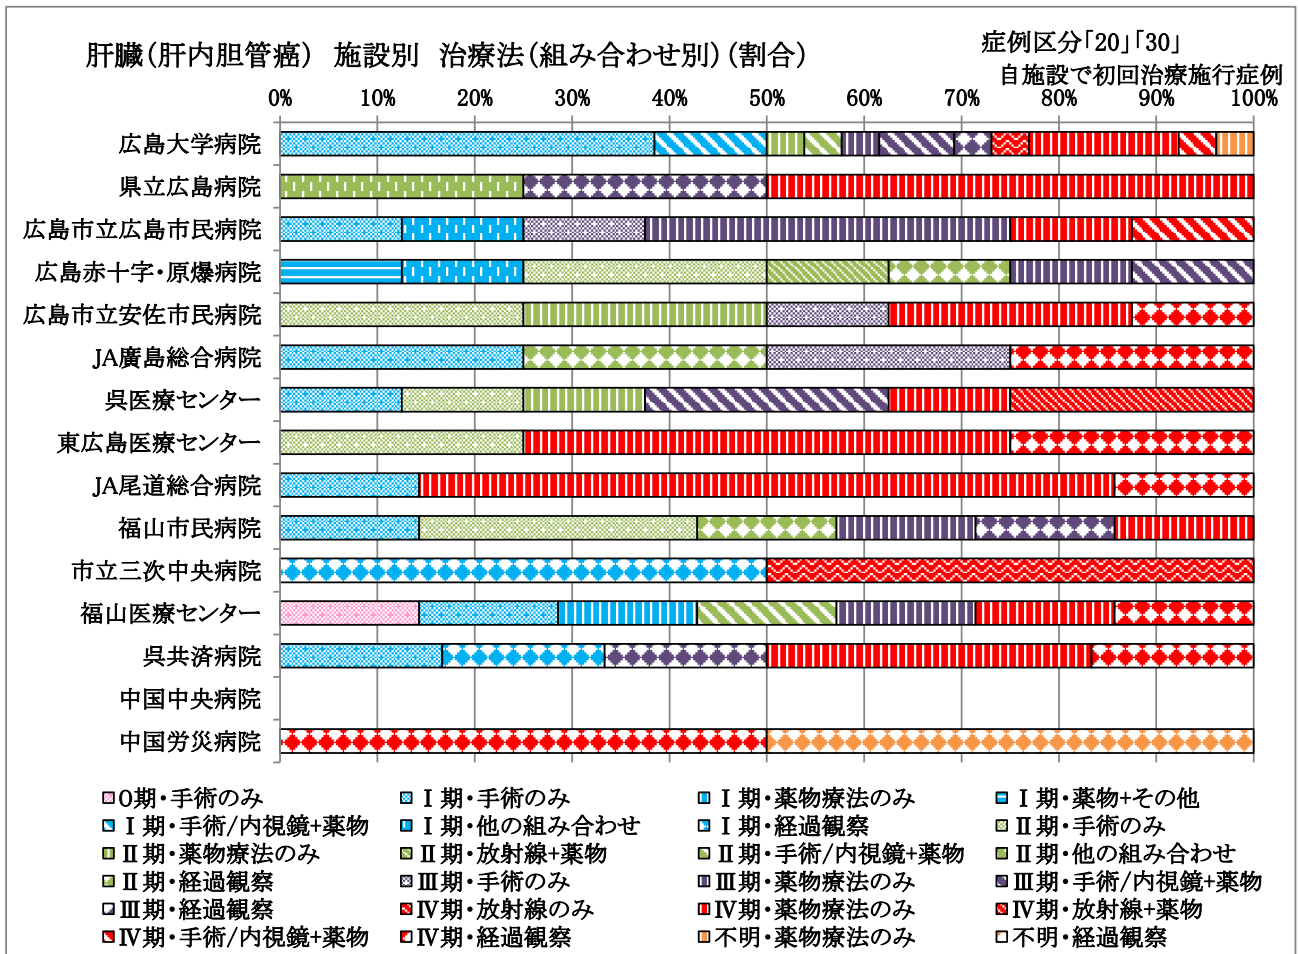 肝臓（肝内胆管癌）　施設別　治療法（組み合わせ別）（割合）
症例区分「20」「30」
自施設で初回治療施行症例
0% 10% 20% 30% 40% 50% 60% 70% 80% 90% 100%
広島大学病院
県立広島病院
広島市立広島市民病院
広島赤十字・原爆病院
広島市立安佐市民病院
JA廣島総合病院
呉医療センター
東広島医療センター
JA尾道総合病院
福山市民病院
市立三次中央病院
福山医療センター
呉共済病院
中国中央病院
中国労災病院
0期・手術のみ Ⅰ期・手術のみ Ⅰ期・薬物療法のみ Ⅰ期・薬物+その他
Ⅰ期・手術/内視鏡+薬物 Ⅰ期・他の組み合わせ Ⅰ期・経過観察 Ⅱ期・手術のみ
Ⅱ期・薬物療法のみ Ⅱ期・放射線+薬物 Ⅱ期・手術/内視鏡+薬物 Ⅱ期・他の組み合わせ
Ⅱ期・経過観察 Ⅲ期・手術のみ Ⅲ期・薬物療法のみ Ⅲ期・手術/内視鏡+薬物
Ⅲ期・経過観察 Ⅳ期・放射線のみ Ⅳ期・薬物療法のみ Ⅳ期・放射線+薬物
Ⅳ期・手術/内視鏡+薬物 Ⅳ期・経過観察 不明・薬物療法のみ 不明・経過観察